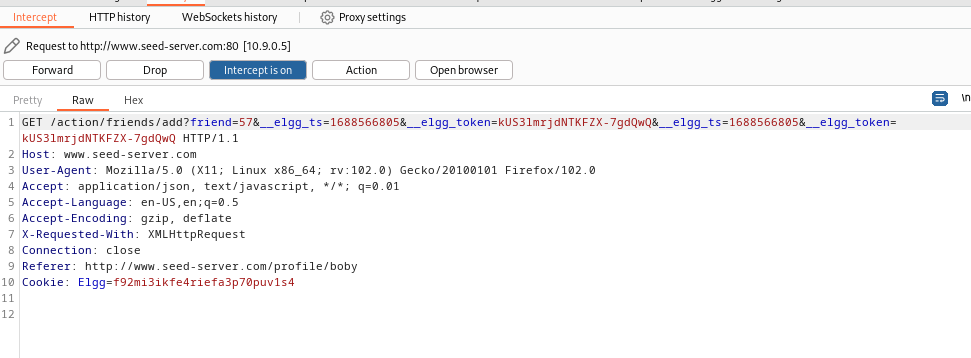 Intercept HTTP history WebSockets history Proxy settings
Request to http://www.seed-server.com:80 [10.9.0.5]
Forward Drop Intercept is on Action Open browser
Pretty Raw Hex \n
1 GET /action/friends/add?friend=57&__elgg_ts=1688566805&__elgg_token=kUS3lmrjdNTKFZX-7gdQwQ&__elgg_ts=1688566805&__elgg_token=
kUS3lmrjdNTKFZX-7gdQwQ HTTP/1.1
2 Host: www.seed-server.com
3 User-Agent: Mozilla/5.0 (X11; Linux x86_64; rv:102.0) Gecko/20100101 Firefox/102.0
4 Accept: application/json, text/javascript, */*; q=0.01
5 Accept-Language: en-US,en;q=0.5
6 Accept-Encoding: gzip, deflate
7 X-Requested-With: XMLHttpRequest
8 Connection: close
9 Referer: http://www.seed-server.com/profile/boby
10 Cookie: Elgg=f92mi3ikfe4riefa3p70puv1s4
11
12